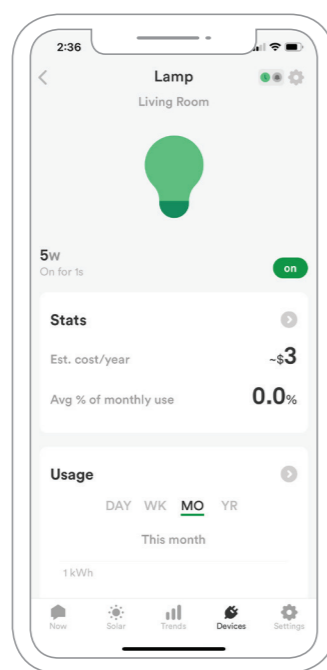 2:36
Lamp
Living Room
5w
On for 1s
on
Stats
Est. cost/year ~$3
Avg % of monthly use 0.0%
Usage
DAY WK MO YR
This month
1 kWh
Now Solar Trends Devices Settings